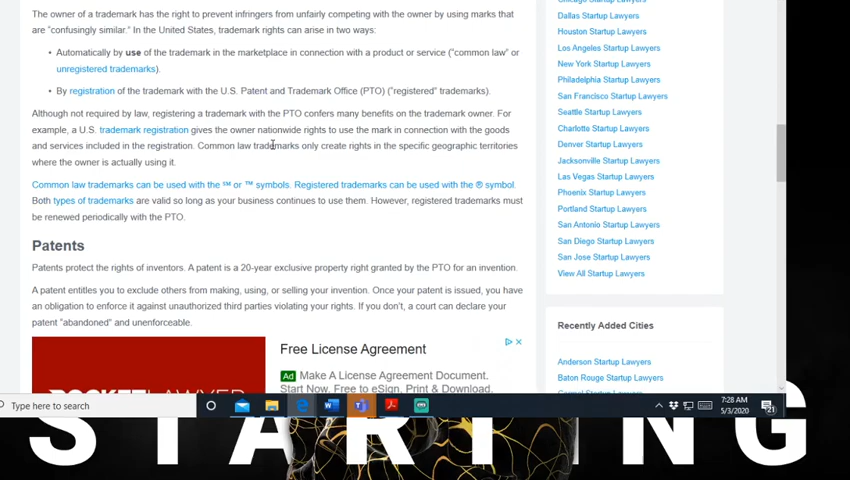 The owner of a trademark has the right to prevent infringers from unfairly competing with the owner by using marks that
are "confusingly similar." In the United States, trademark rights can arise in two ways:
• Automatically by use of the trademark in the marketplace in connection with a product or service ("common law" or
unregistered trademarks).
• By registration of the trademark with the U.S. Patent and Trademark Office (PTO) ("registered" trademarks).
Although not required by law, registering a trademark with the PTO confers many benefits on the trademark owner. For
example, a U.S. trademark registration gives the owner nationwide rights to use the mark in connection with the goods
and services included in the registration. Common law trademarks only create rights in the specific geographic territories
where the owner is actually using it.
Common law trademarks can be used with the ℠ or ™ symbols. Registered trademarks can be used with the ® symbol.
Both types of trademarks are valid so long as your business continues to use them. However, registered trademarks must
be renewed periodically with the PTO.
Patents
Patents protect the rights of inventors. A patent is a 20-year exclusive property right granted by the PTO for an invention.
A patent entitles you to exclude others from making, using, or selling your invention. Once your patent is issued, you have
an obligation to enforce it against unauthorized third parties violating your rights. If you don't, a court can declare your
patent "abandoned" and unenforceable.
Free License Agreement
Ad Make A License Agreement Document.
Start Now. Free to eSign, Print & Download.
ROCKET LAWYER
Dallas Startup Lawyers
Houston Startup Lawyers
Los Angeles Startup Lawyers
New York Startup Lawyers
Philadelphia Startup Lawyers
San Francisco Startup Lawyers
Seattle Startup Lawyers
Charlotte Startup Lawyers
Denver Startup Lawyers
Jacksonville Startup Lawyers
Las Vegas Startup Lawyers
Phoenix Startup Lawyers
Portland Startup Lawyers
San Antonio Startup Lawyers
San Diego Startup Lawyers
San Jose Startup Lawyers
View All Startup Lawyers
Recently Added Cities
Anderson Startup Lawyers
Baton Rouge Startup Lawyers
Type here to search
7:28 AM
5/3/2020
21
STARTING